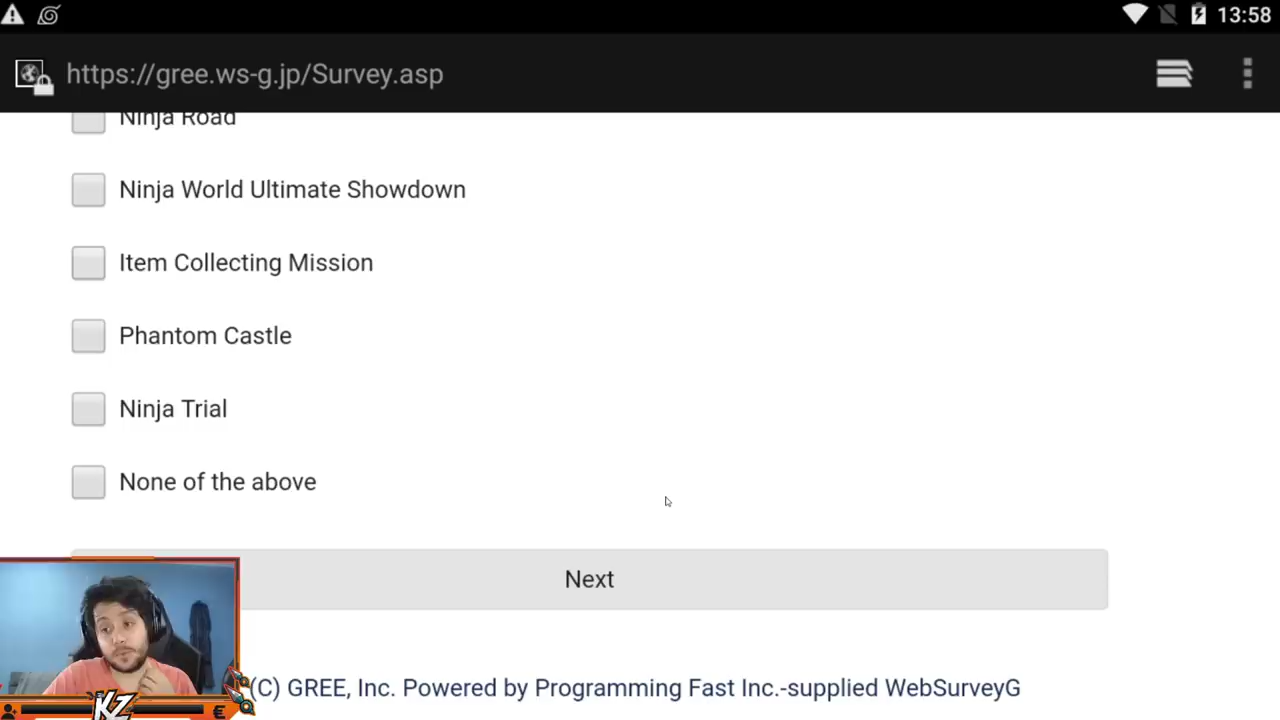 13:58
https://gree.ws-g.jp/Survey.asp
Ninja Road
Ninja World Ultimate Showdown
Item Collecting Mission
Phantom Castle
Ninja Trial
None of the above
Next
(C) GREE, Inc. Powered by Programming Fast Inc.-supplied WebSurveyG
KZ
€